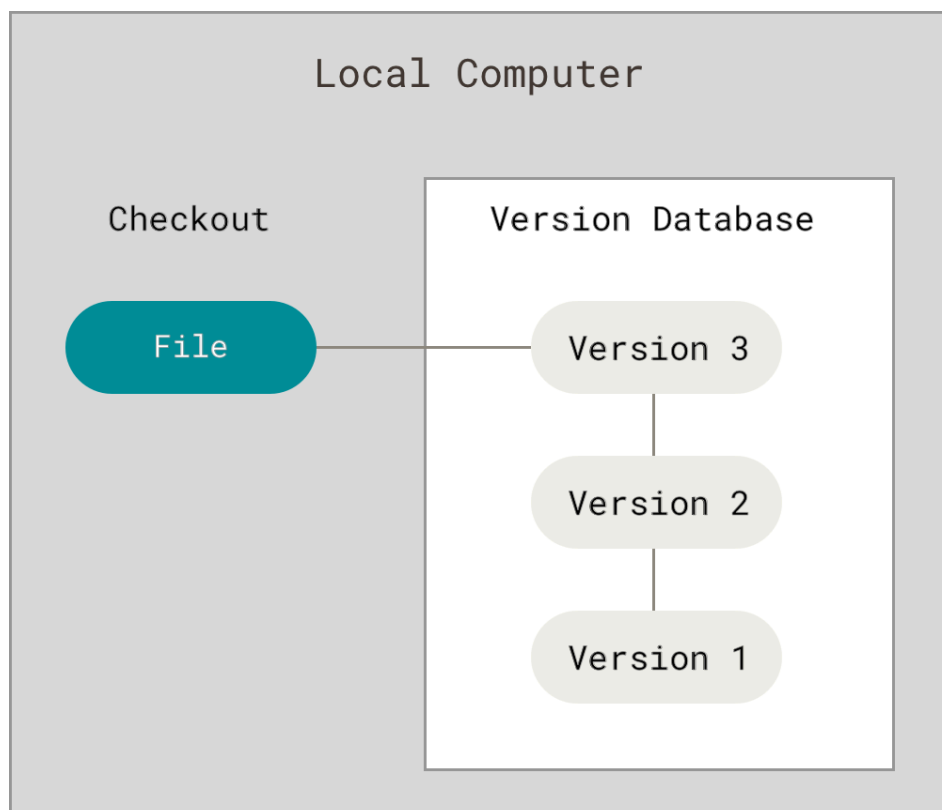 Local Computer
Checkout
Version Database
File
Version 3
Version 2
Version 1